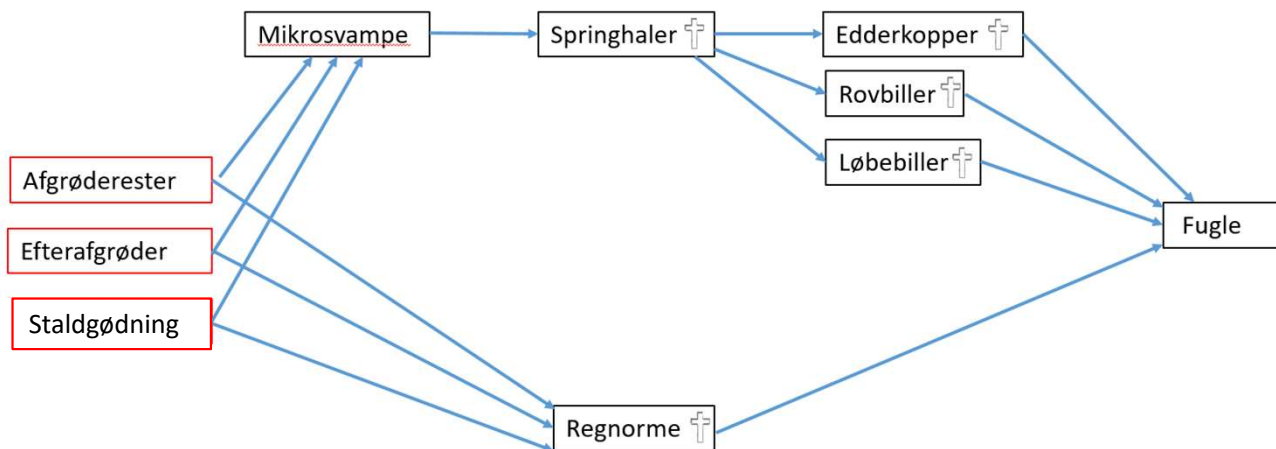 Mikrosvampe
Springhaler
Edderkopper
Rovbiller
Løbebiller
Afgrøderester
Efterafgrøder
Staldgødning
Fugle
Regnorme